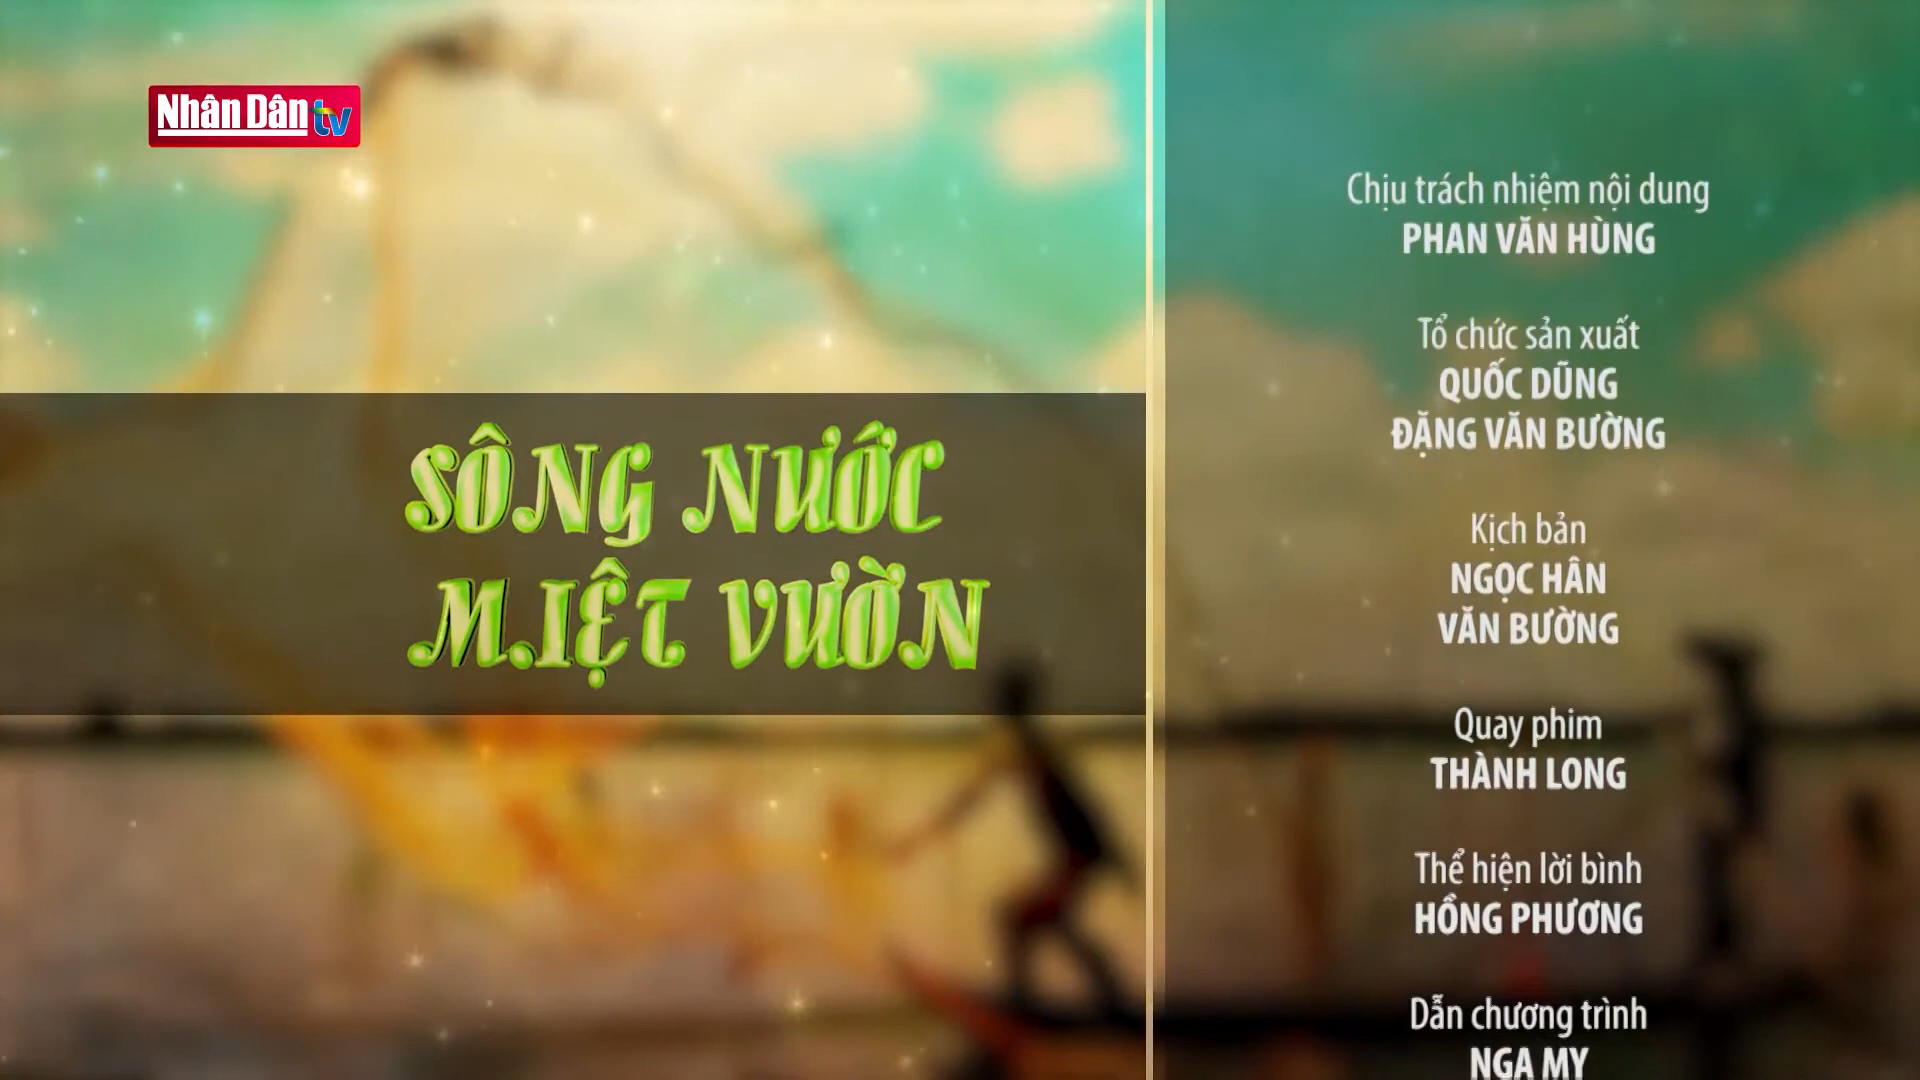 Nhân Dân tv
SÔNG NƯỚC
MIỆT VƯỜN
Chịu trách nhiệm nội dung
PHAN VĂN HÙNG
Tổ chức sản xuất
QUỐC DŨNG
ĐẶNG VĂN BƯỜNG
Kịch bản
NGỌC HÂN
VĂN BƯỜNG
Quay phim
THÀNH LONG
Thể hiện lời bình
HỒNG PHƯƠNG
Dẫn chương trình
NGA MY